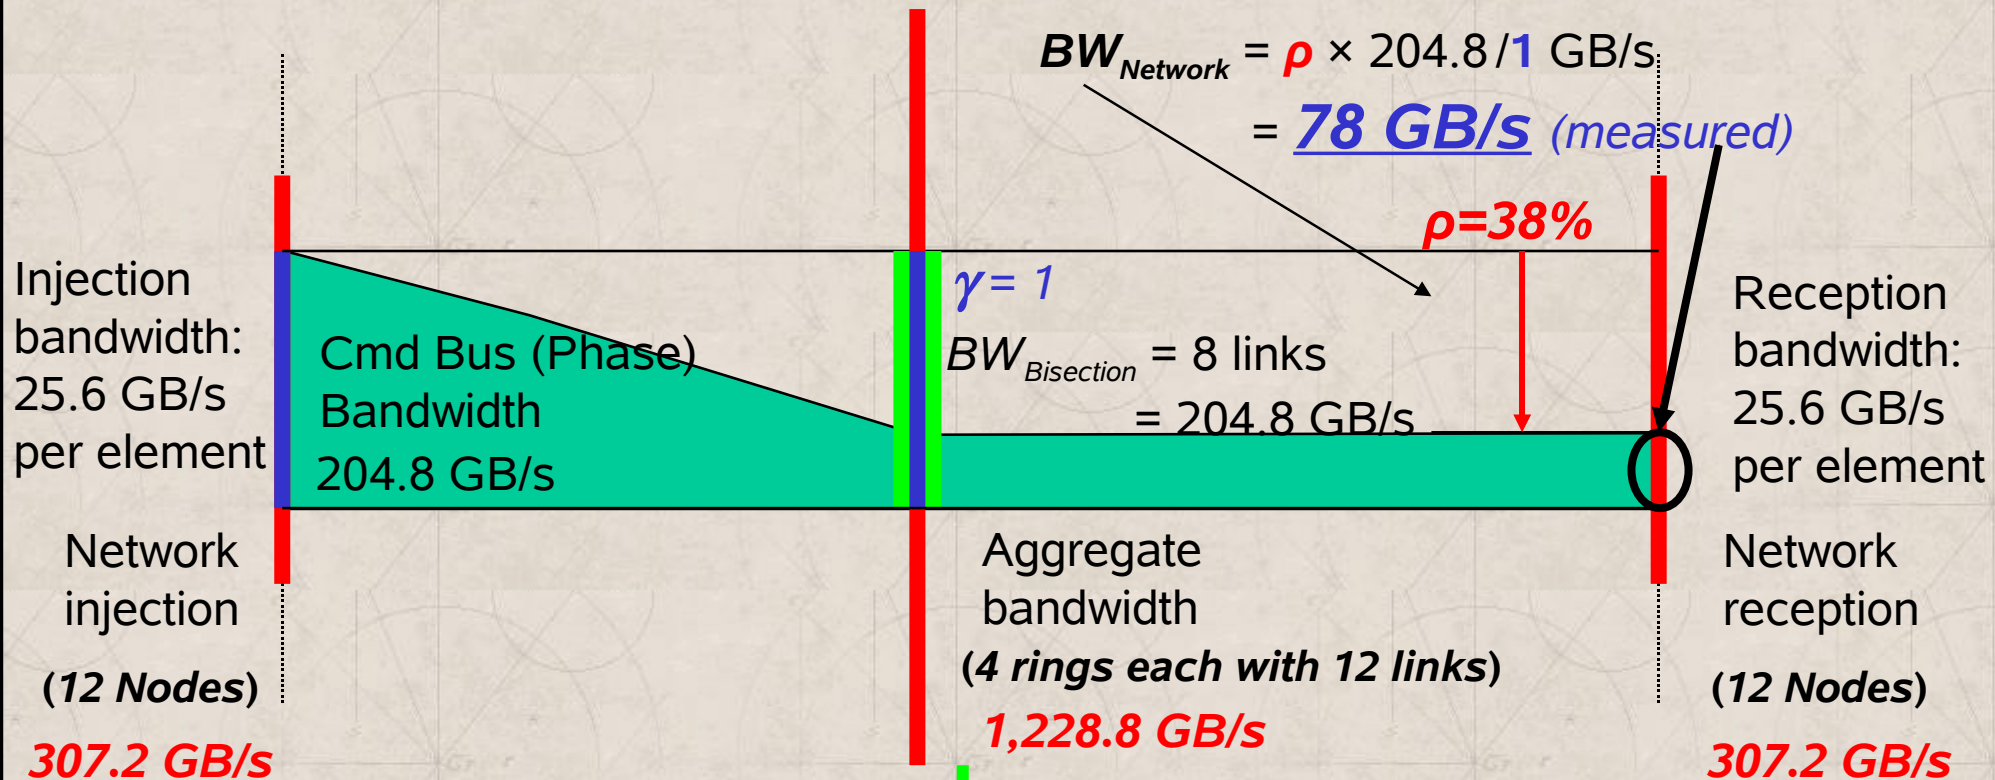 BW_Network = ρ × 204.8/1 GB/s
= 78 GB/s (measured)
ρ=38%
Injection
bandwidth:
25.6 GB/s
per element
Cmd Bus (Phase)
Bandwidth
204.8 GB/s
γ = 1
BW_Bisection = 8 links
= 204.8 GB/s
Reception
bandwidth:
25.6 GB/s
per element
Network
injection
(12 Nodes)
307.2 GB/s
Aggregate
bandwidth
(4 rings each with 12 links)
1,228.8 GB/s
Network
reception
(12 Nodes)
307.2 GB/s